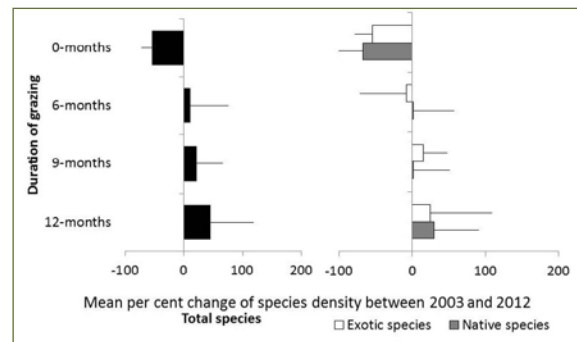 Duration of grazing
0-months
6-months
9-months
12-months
-100 0 100 200
-100 0 100 200
Mean per cent change of species density between 2003 and 2012
Total species
Exotic species Native species